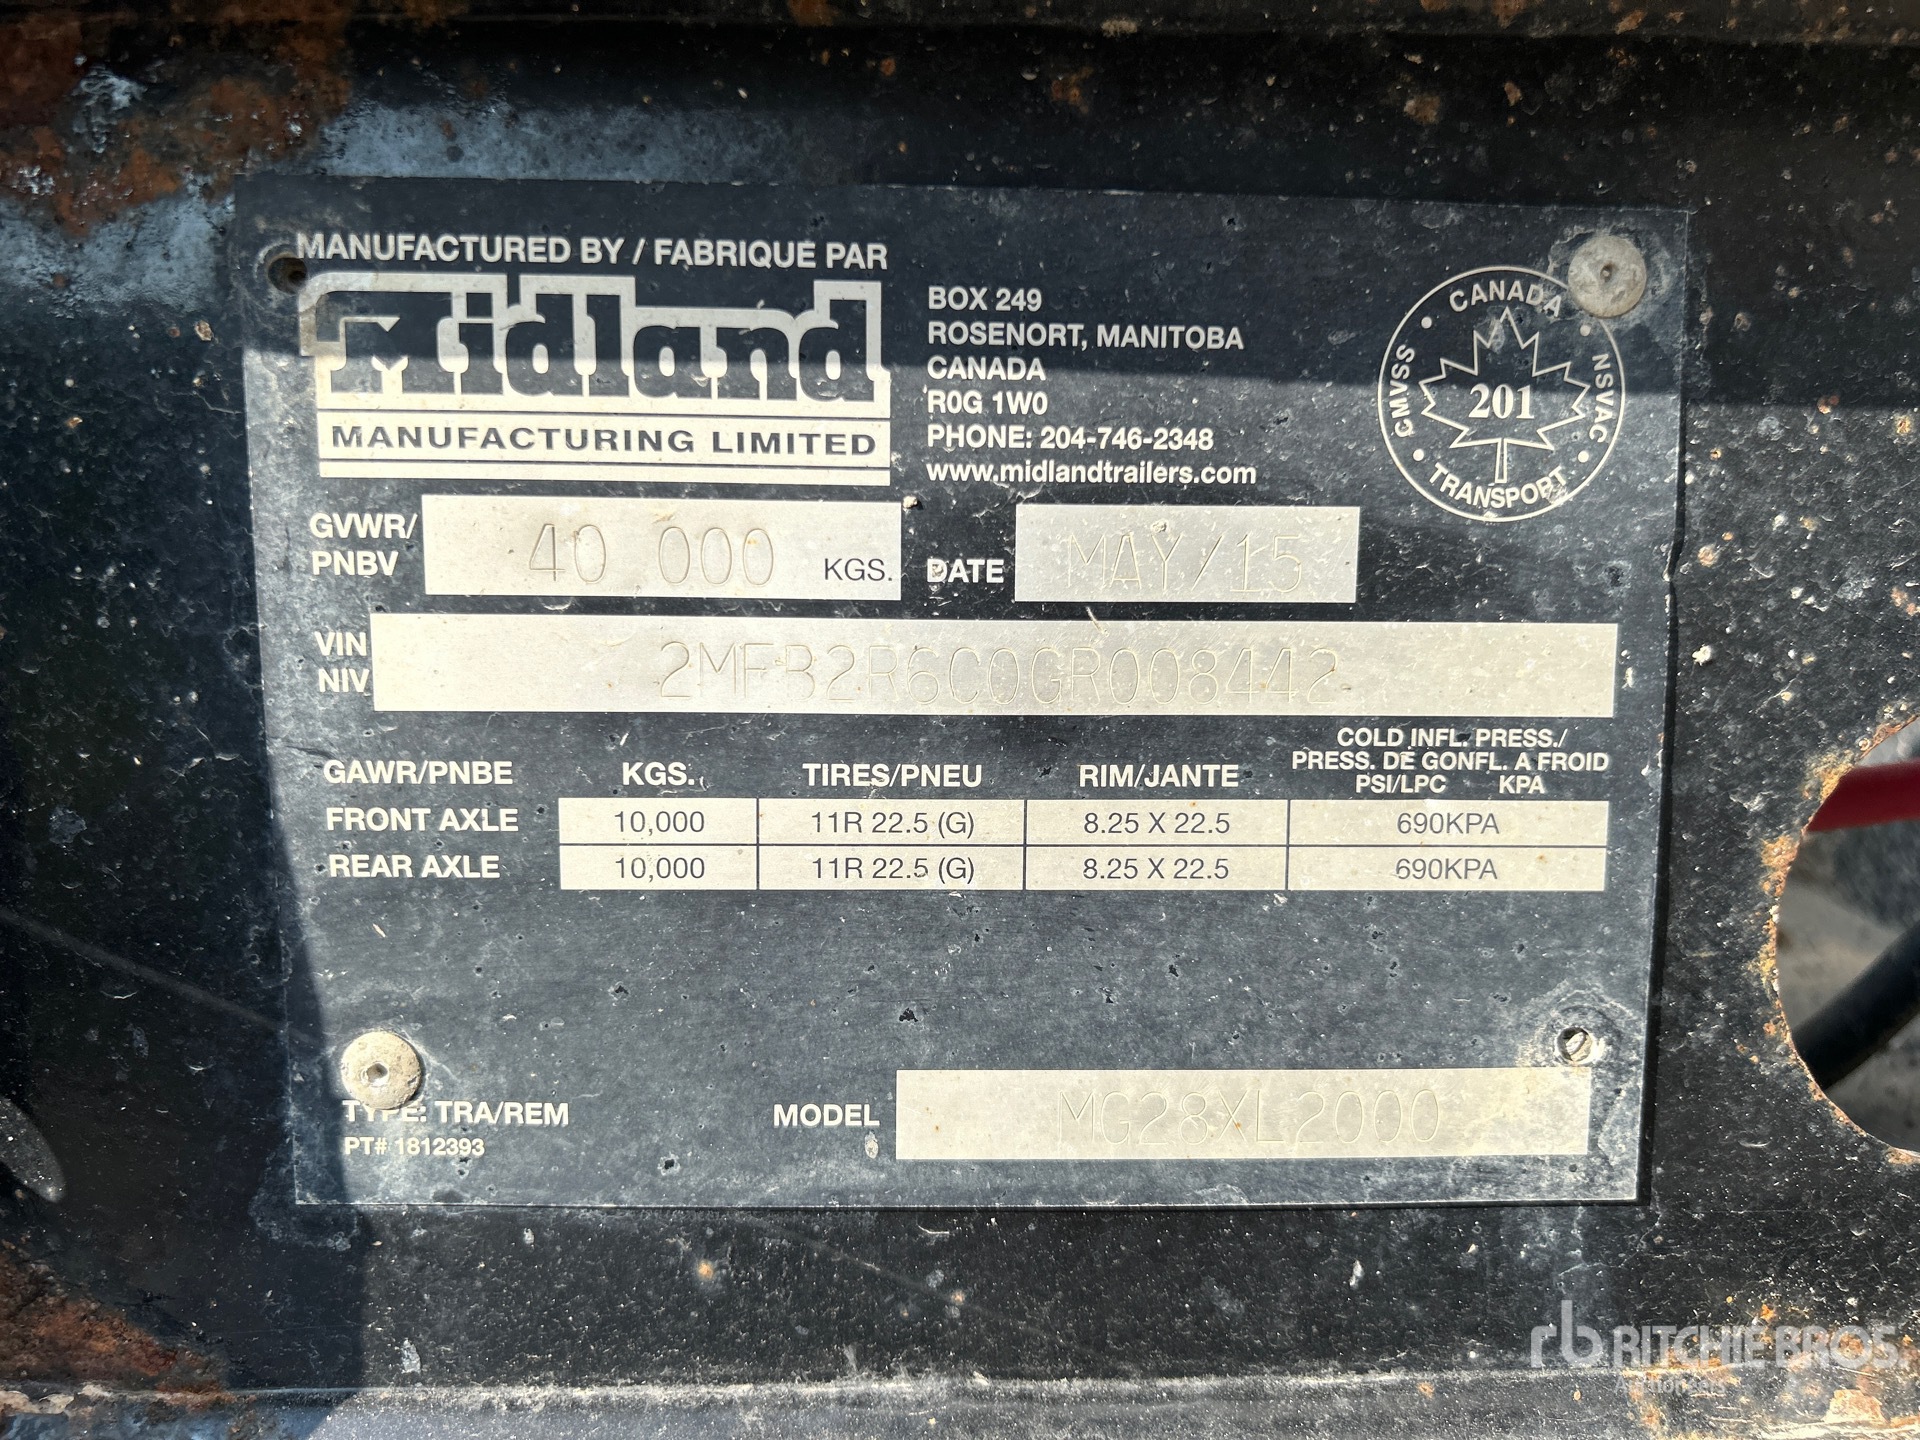 MANUFACTURED BY / FABRIQUÉ PAR
Midland
MANUFACTURING LIMITED
BOX 249
ROSENORT, MANITOBA
CANADA
R0G 1W0
PHONE: 204-746-2348
www.midlandtrailers.com
CANADA
CMVSS 201 NSVAC
TRANSPORT
GVWR/ PNBV 40 000 KGS. DATE MAY/15
VIN NIV 2MFB2R6C0GR008442
COLD INFL. PRESS./
PRESS. DE GONFL. A FROID
GAWR/PNBE KGS. TIRES/PNEU RIM/JANTE PSI/LPC KPA
FRONT AXLE 10,000 11R 22.5 (G) 8.25 X 22.5 690KPA
REAR AXLE 10,000 11R 22.5 (G) 8.25 X 22.5 690KPA
TYPE: TRA/REM MODEL MG28XL2000
PT# 1812393
rb RITCHIE BROS.
Auctioneers